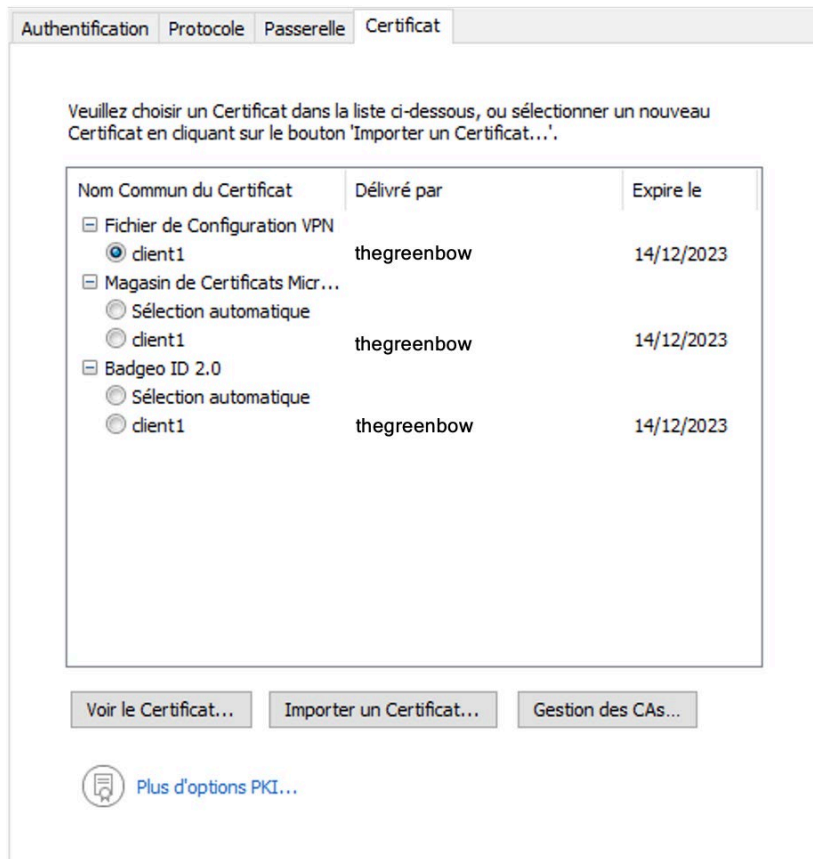 Authentification Protocole Passerelle Certificat
Veuillez choisir un Certificat dans la liste ci-dessous, ou sélectionner un nouveau
Certificat en cliquant sur le bouton 'Importer un Certificat...'.
Nom Commun du Certificat Délivré par Expire le
Fichier de Configuration VPN
client1 thegreenbow 14/12/2023
Magasin de Certificats Micr...
Sélection automatique
client1 thegreenbow 14/12/2023
Badgeo ID 2.0
Sélection automatique
client1 thegreenbow 14/12/2023
Voir le Certificat... Importer un Certificat... Gestion des CAs...
Plus d'options PKI...